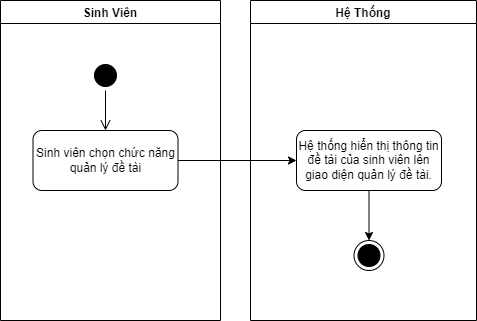 Sinh Viên
Hệ Thống
Sinh viên chọn chức năng
quản lý đề tài
Hệ thống hiển thị thông tin
đề tài của sinh viên lên
giao diện quản lý đề tài.